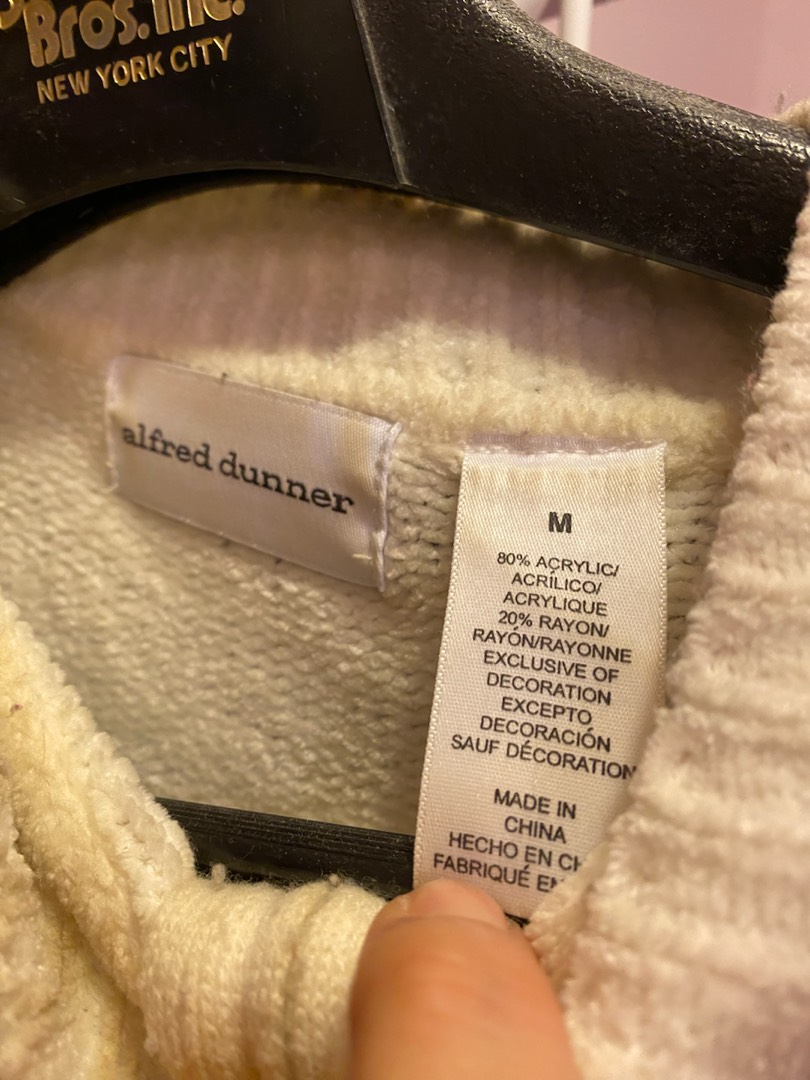 Bros. Inc.
NEW YORK CITY
alfred dunner
M
80% ACRYLIC/
ACRÍLICO/
ACRYLIQUE
20% RAYON/
RAYÓN/RAYONNE
EXCLUSIVE OF
DECORATION
EXCEPTO
DECORACIÓN
SAUF DÉCORATION
MADE IN
CHINA
HECHO EN
FABRIQUÉ EN